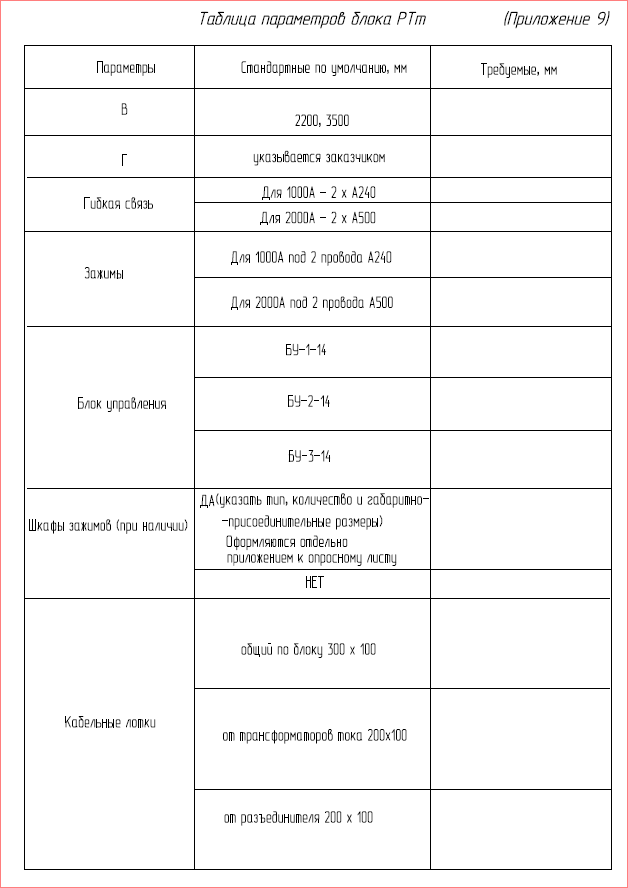 Таблица параметров блока РТт (Приложение 9)
Параметры Стандартные по умолчанию, мм Требуемые, мм
В 2200, 3500
Г указывается заказчиком
Гибкая связь
Для 1000А – 2 х А240
Для 2000А – 2 х А500
Зажимы
Для 1000А под 2 провода А240
Для 2000А под 2 провода А500
Блок управления
БУ-1-14
БУ-2-14
БУ-3-14
Шкафы зажимов (при наличии)
ДА(указать тип, количество и габаритно-
-присоединительные размеры)
Оформляются отдельно
приложением к опросному листу
НЕТ
Кабельные лотки
общий по блоку 300 х 100
от трансформаторов тока 200х100
от разъединителя 200 х 100